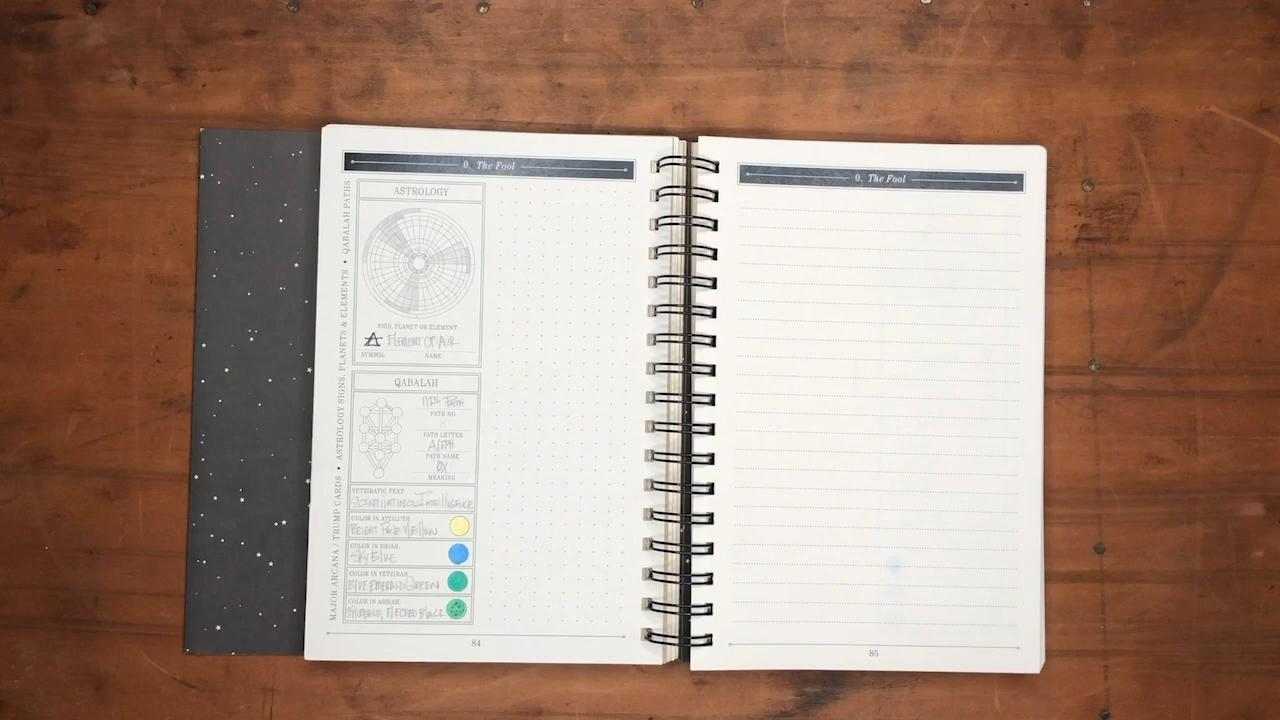 0. The Fool
MAJOR ARCANA / TRUMP CARDS • ASTROLOGY SIGNS, PLANETS & ELEMENTS • QABALAH PATHS
ASTROLOGY
SIGN, PLANET OR ELEMENT
ELEMENT OF AIR
SYMBOL NAME
QABALAH
11TH PATH
PATH NO
PATH LETTER
ALEPH
PATH NAME
OX
MEANING
YETZIRATIC TEXT:
INTELLIGENCE
COLOR IN ATZILUTH:
BRIGHT PALE YELLOW
COLOR IN BRIAH:
SKY BLUE
COLOR IN YETZIRAH:
BLUE EMERALD GREEN
COLOR IN ASSIAH:
EMERALD, FLECKED BLACK
84
0. The Fool
85